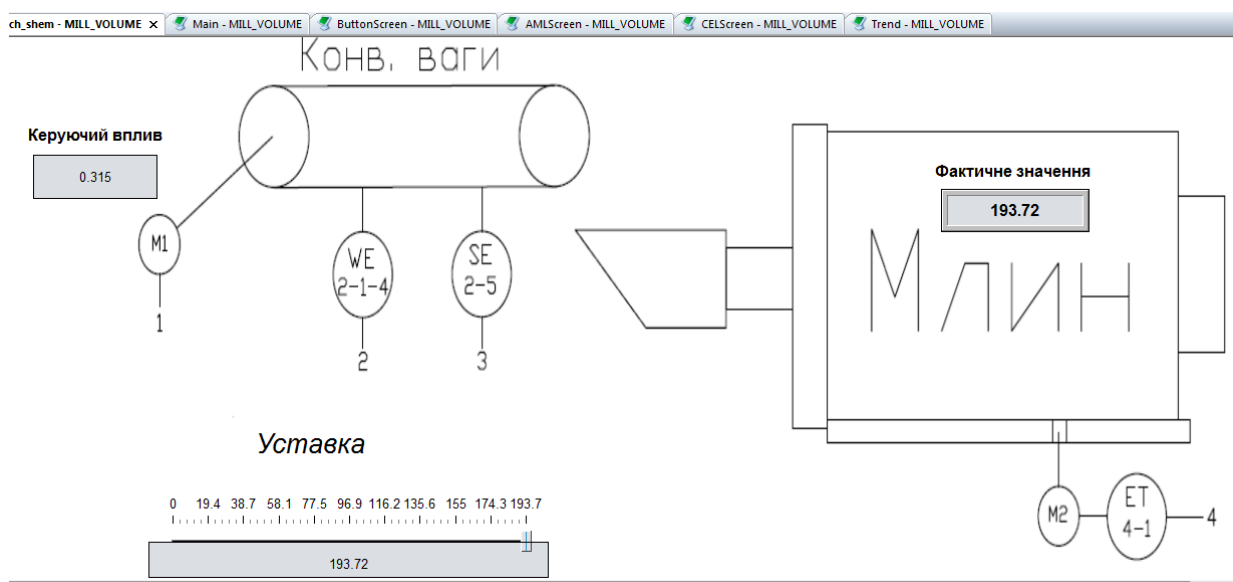 ch_shem - MILL_VOLUME Main - MILL_VOLUME ButtonScreen - MILL_VOLUME AMLScreen - MILL_VOLUME CELScreen - MILL_VOLUME Trend - MILL_VOLUME
Конв. ваги
Керуючий вплив
0.315
M1
1
WE
2-1-4
2
SE
2-5
3
Фактичне значення
193.72
Млин
Уставка
0 19.4 38.7 58.1 77.5 96.9 116.2 135.6 155 174.3 193.7
193.72
M2
ET
4-1
4